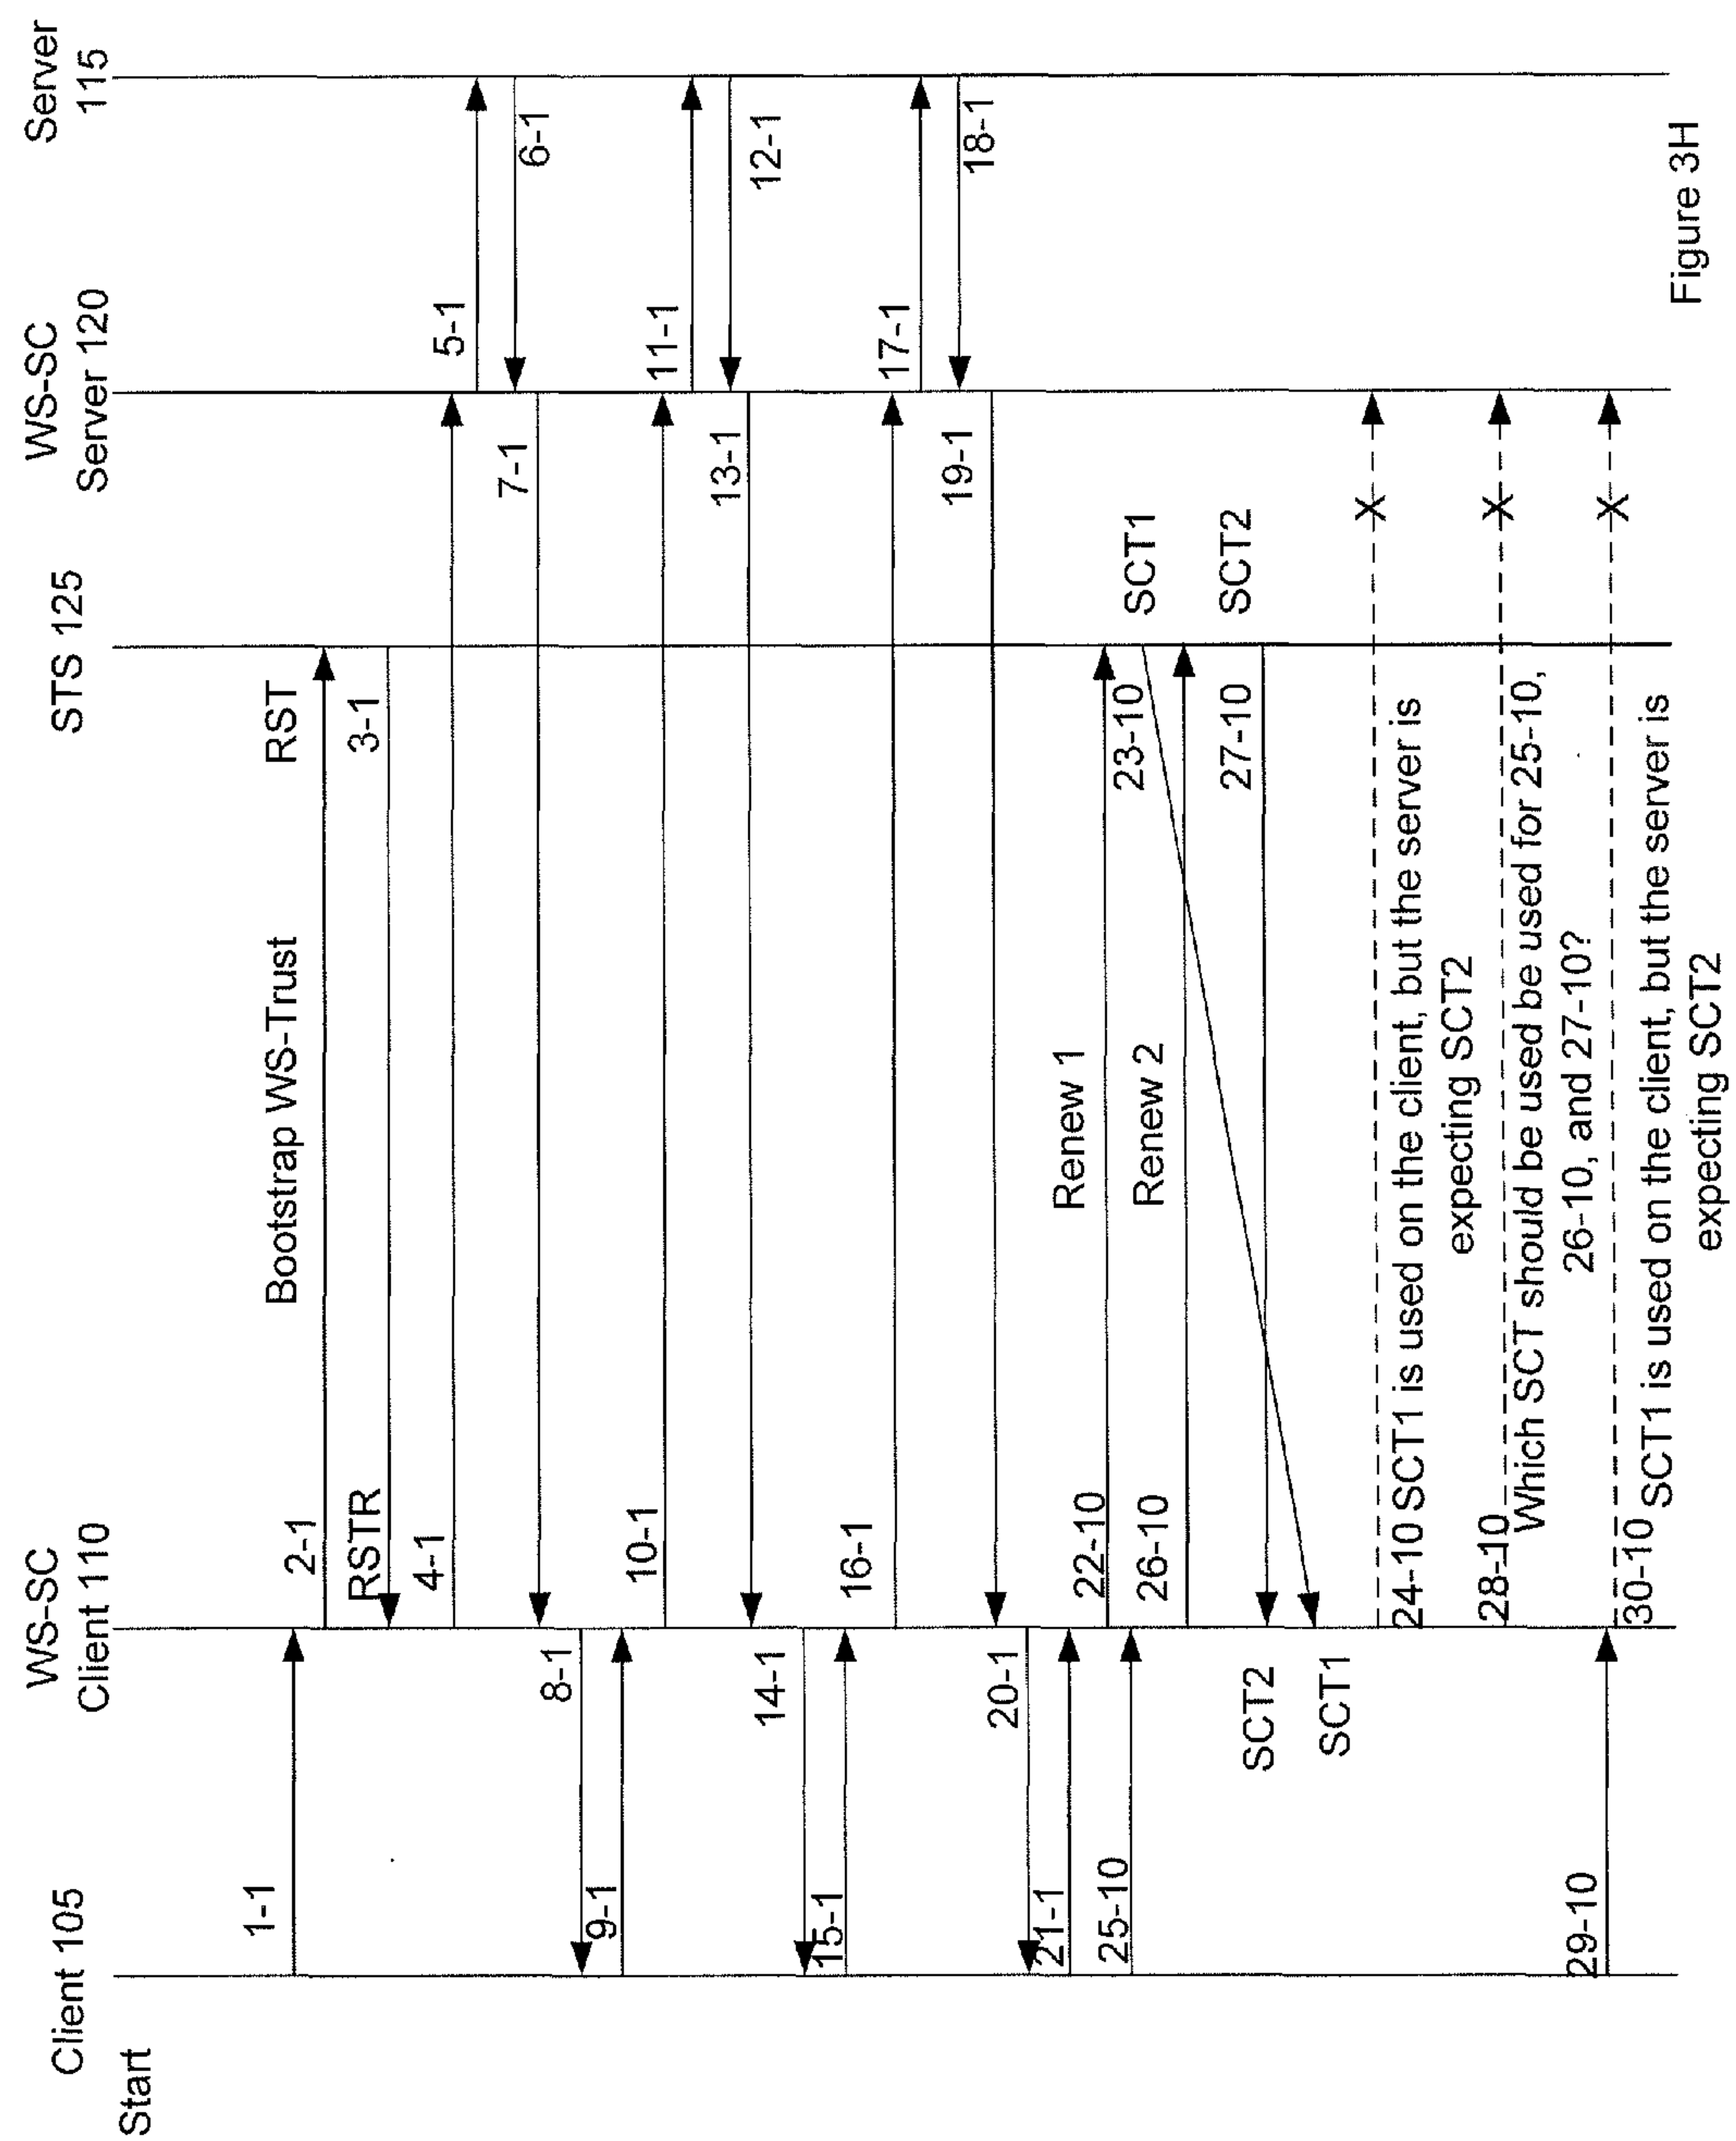 Client 105
WS-SC
Client 110
STS 125
WS-SC
Server 120
Server
115
Start
1-1
2-1
Bootstrap WS-Trust
RST
RSTR
3-1
4-1
5-1
6-1
7-1
8-1
9-1
10-1
11-1
12-1
13-1
14-1
15-1
16-1
17-1
18-1
19-1
20-1
21-1
22-10
Renew 1
23-10
SCT1
25-10
26-10
Renew 2
27-10
SCT2
SCT2
SCT1
24-10 SCT1 is used on the client, but the server is
expecting SCT2
28-10
Which SCT should be used be used for 25-10,
26-10, and 27-10?
29-10
30-10 SCT1 is used on the client, but the server is
expecting SCT2
X
X
X
Figure 3H